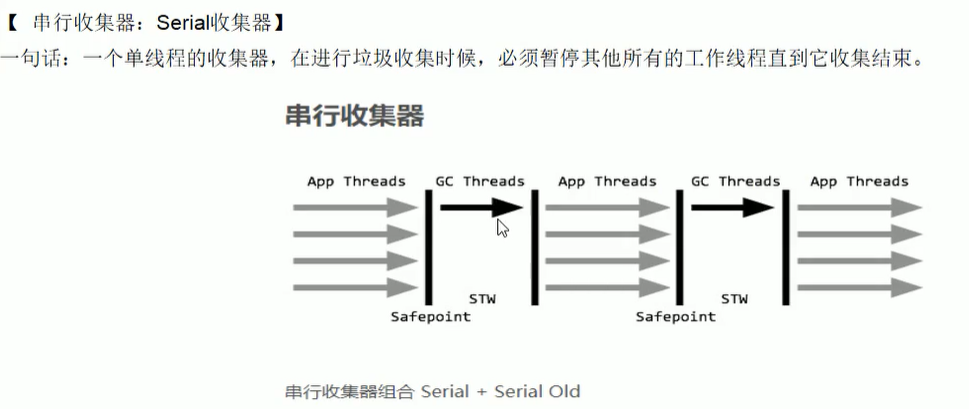 【 串行收集器：Serial收集器】
一句话：一个单线程的收集器，在进行垃圾收集时候，必须暂停其他所有的工作线程直到它收集结束。
串行收集器
App Threads GC Threads App Threads GC Threads App Threads
STW STW
Safepoint Safepoint
串行收集器组合 Serial + Serial Old